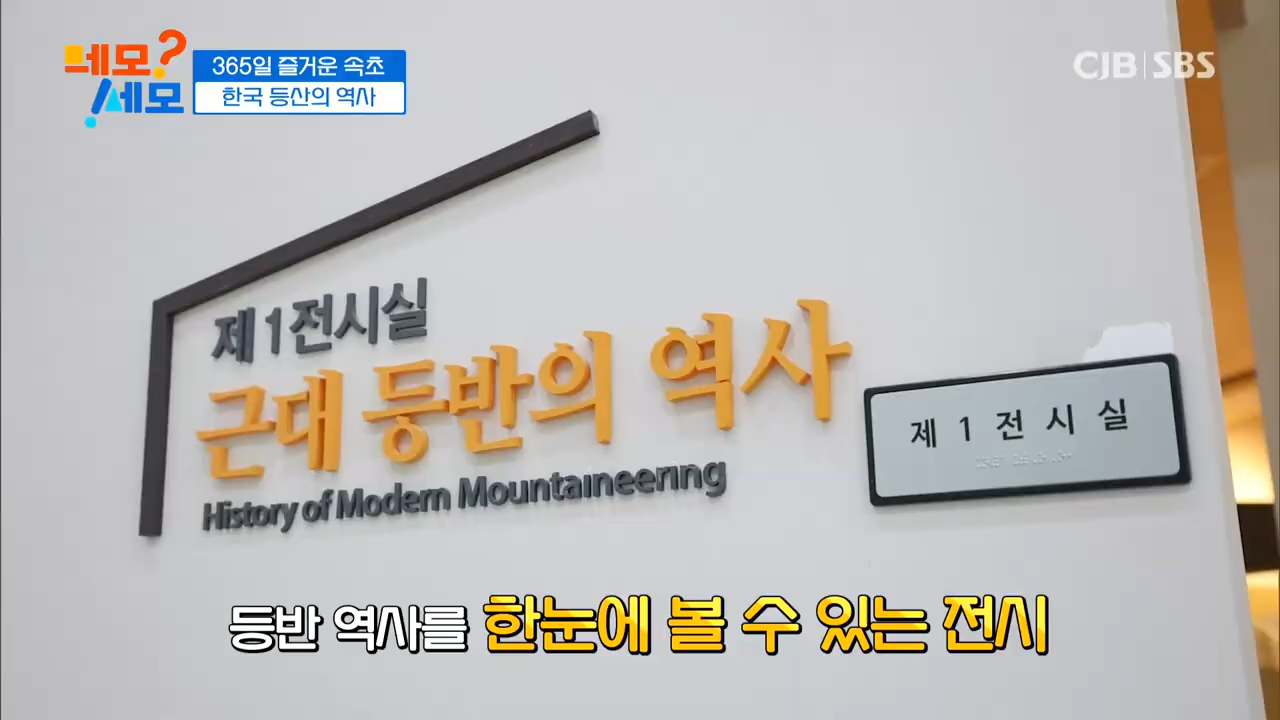 네모?
!세모
365일 즐거운 속초
한국 등산의 역사
CJB SBS
제1전시실
근대 등반의 역사
History of Modern Mountaineering
제 1 전 시 실
등반 역사를 한눈에 볼 수 있는 전시